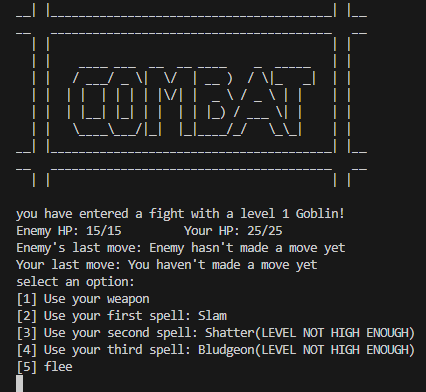 COMBAT
you have entered a fight with a level 1 Goblin!
Enemy HP: 15/15 Your HP: 25/25
Enemy's last move: Enemy hasn't made a move yet
Your last move: You haven't made a move yet
select an option:
[1] Use your weapon
[2] Use your first spell: Slam
[3] Use your second spell: Shatter(LEVEL NOT HIGH ENOUGH)
[4] Use your third spell: Bludgeon(LEVEL NOT HIGH ENOUGH)
[5] flee